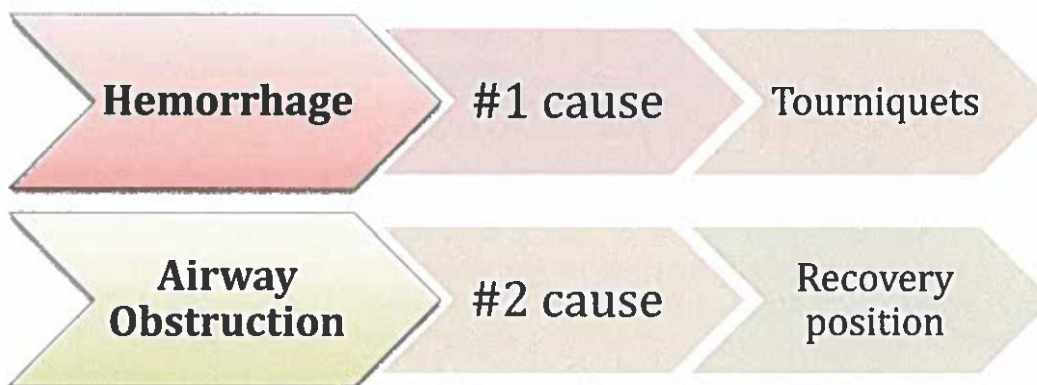 Hemorrhage
#1 cause
Tourniquets
Airway
Obstruction
#2 cause
Recovery
position